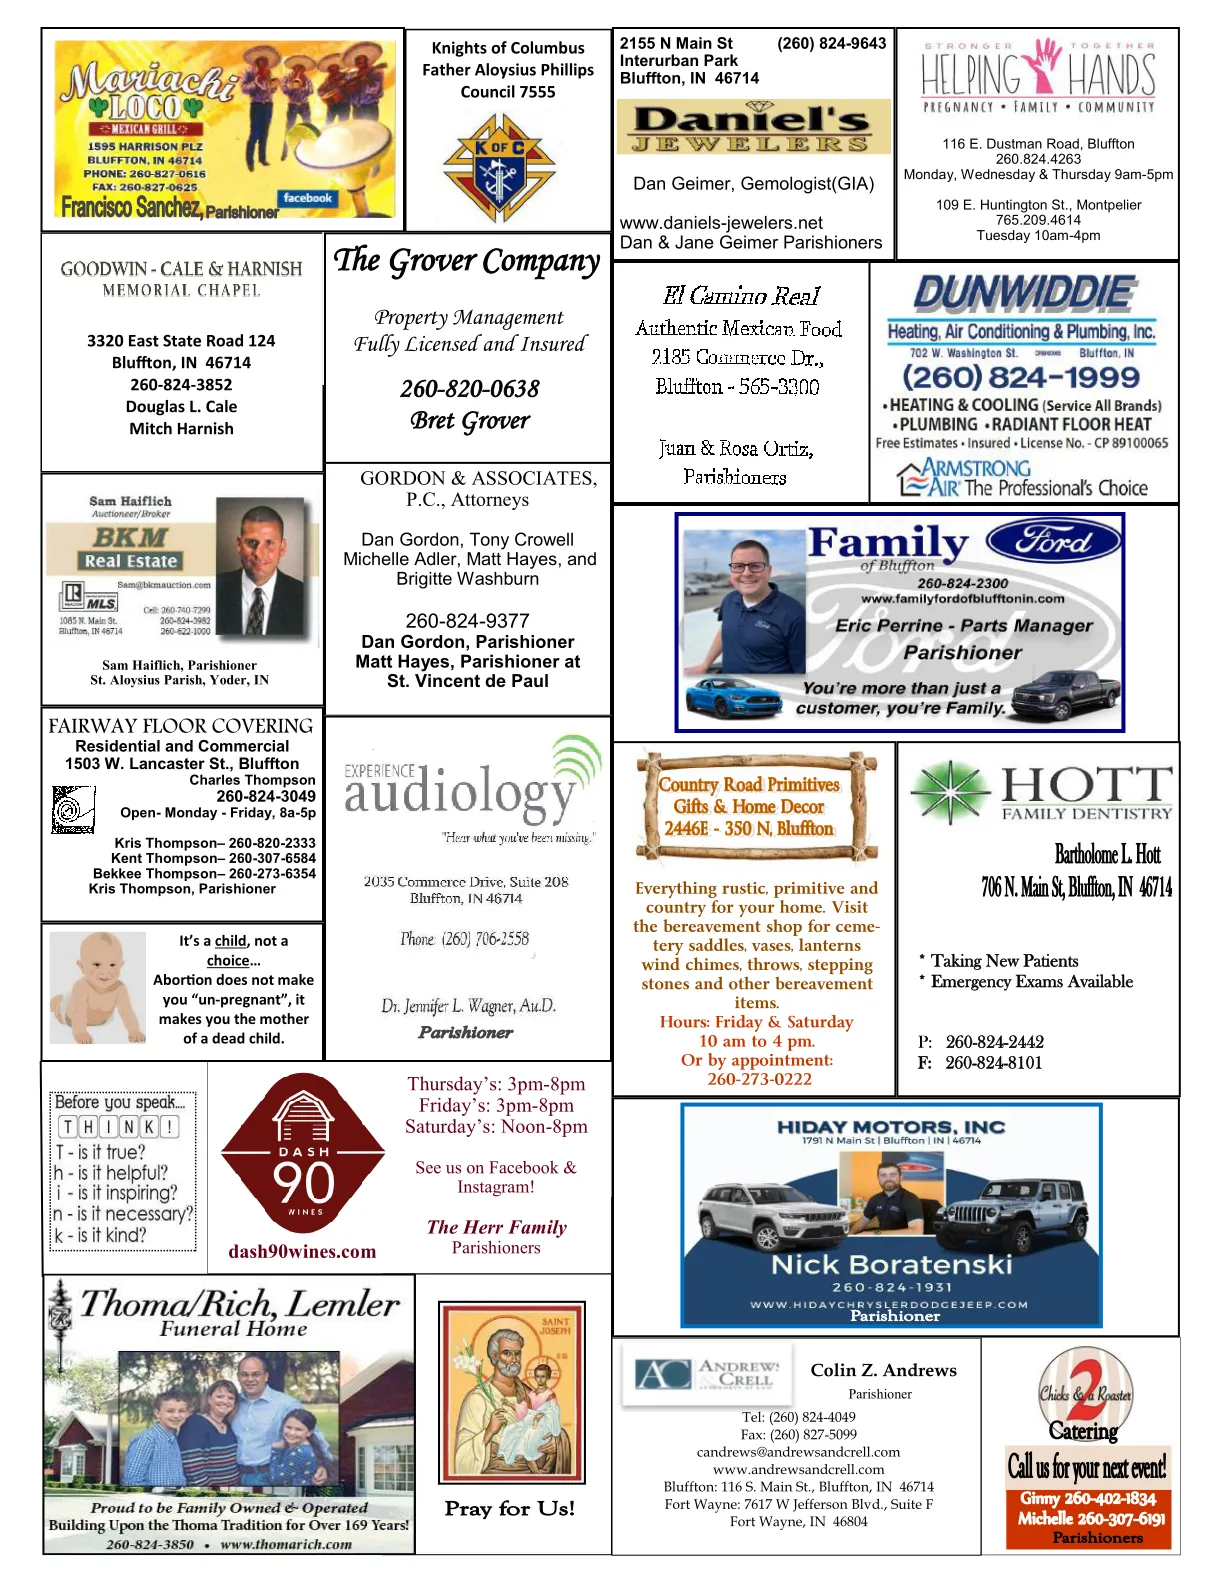 Mariachi
LOCO
MEXICAN GRILL
1595 HARRISON PLZ
BLUFFTON, IN 46714
PHONE: 260-827-0616
FAX: 260-827-0625
facebook
Francisco Sanchez, Parishioner
Knights of Columbus
Father Aloysius Phillips
Council 7555
K OF C
2155 N Main St (260) 824-9643
Interurban Park
Bluffton, IN 46714
Daniel's
JEWELERS
Dan Geimer, Gemologist(GIA)
www.daniels-jewelers.net
Dan & Jane Geimer Parishioners
STRONGER TOGETHER
HELPING HANDS
PREGNANCY • FAMILY • COMMUNITY
116 E. Dustman Road, Bluffton
260.824.4263
Monday, Wednesday & Thursday 9am-5pm
109 E. Huntington St., Montpelier
765.209.4614
Tuesday 10am-4pm
GOODWIN - CALE & HARNISH
MEMORIAL CHAPEL
3320 East State Road 124
Bluffton, IN 46714
260-824-3852
Douglas L. Cale
Mitch Harnish
The Grover Company
Property Management
Fully Licensed and Insured
260-820-0638
Bret Grover
El Camino Real
Authentic Mexican Food
2185 Commerce Dr.,
Bluffton - 565-3300
Juan & Rosa Ortiz,
Parishioners
DUNWIDDIE
Heating, Air Conditioning & Plumbing, Inc.
702 W. Washington St. Bluffton, IN
(260) 824-1999
• HEATING & COOLING (Service All Brands)
• PLUMBING • RADIANT FLOOR HEAT
Free Estimates • Insured • License No. - CP 89100065
ARMSTRONG
AIR The Professional's Choice
Sam Haiflich
Auctioneer/Broker
BKM
Real Estate
Sam@bkmauction.com
REALTOR MLS
Cell: 260-740-7299
1085 N. Main St. 260-824-3982
Bluffton, IN 46714 260-622-1000
Sam Haiflich, Parishioner
St. Aloysius Parish, Yoder, IN
GORDON & ASSOCIATES,
P.C., Attorneys
Dan Gordon, Tony Crowell
Michelle Adler, Matt Hayes, and
Brigitte Washburn
260-824-9377
Dan Gordon, Parishioner
Matt Hayes, Parishioner at
St. Vincent de Paul
Family Ford
of Bluffton
260-824-2300
www.familyfordofblufftonin.com
Eric Perrine - Parts Manager
Parishioner
You're more than just a
customer, you're Family.
FAIRWAY FLOOR COVERING
Residential and Commercial
1503 W. Lancaster St., Bluffton
Charles Thompson
260-824-3049
Open- Monday - Friday, 8a-5p
Kris Thompson– 260-820-2333
Kent Thompson– 260-307-6584
Bekkee Thompson– 260-273-6354
Kris Thompson, Parishioner
EXPERIENCE
audiology
"Hear what you've been missing."
2035 Commerce Drive, Suite 208
Bluffton, IN 46714
Phone: (260) 706-2558
Dr. Jennifer L. Wagner, Au.D.
Parishioner
Country Road Primitives
Gifts & Home Decor
2446E - 350 N, Bluffton
Everything rustic, primitive and
country for your home. Visit
the bereavement shop for ceme-
tery saddles, vases, lanterns
wind chimes, throws, stepping
stones and other bereavement
items.
Hours: Friday & Saturday
10 am to 4 pm.
Or by appointment:
260-273-0222
HOTT
FAMILY DENTISTRY
Bartholome L. Hott
706 N. Main St, Bluffton, IN 46714
* Taking New Patients
* Emergency Exams Available
P: 260-824-2442
F: 260-824-8101
It's a child, not a
choice…
Abortion does not make
you "un-pregnant", it
makes you the mother
of a dead child.
Before you speak....
THINK!
T - is it true?
h - is it helpful?
i - is it inspiring?
n - is it necessary?
k - is it kind?
DASH
90
WINES
dash90wines.com
Thursday's: 3pm-8pm
Friday's: 3pm-8pm
Saturday's: Noon-8pm
See us on Facebook &
Instagram!
The Herr Family
Parishioners
HIDAY MOTORS, INC
1791 N Main St | Bluffton | IN | 46714
Nick Boratenski
260-824-1931
WWW.HIDAYCHRYSLERDODGEJEEP.COM
Parishioner
Thoma/Rich, Lemler
Funeral Home
Proud to be Family Owned & Operated
Building Upon the Thoma Tradition for Over 169 Years!
260-824-3850 • www.thomarich.com
SAINT
JOSEPH
Pray for Us!
AC ANDREWS
& CRELL
ATTORNEYS AT LAW
Colin Z. Andrews
Parishioner
Tel: (260) 824-4049
Fax: (260) 827-5099
candrews@andrewsandcrell.com
www.andrewsandcrell.com
Bluffton: 116 S. Main St., Bluffton, IN 46714
Fort Wayne: 7617 W Jefferson Blvd., Suite F
Fort Wayne, IN 46804
2
Chicks & a Roaster
Catering
Call us for your next event!
Ginny 260-402-1834
Michelle 260-307-6191
Parishioners